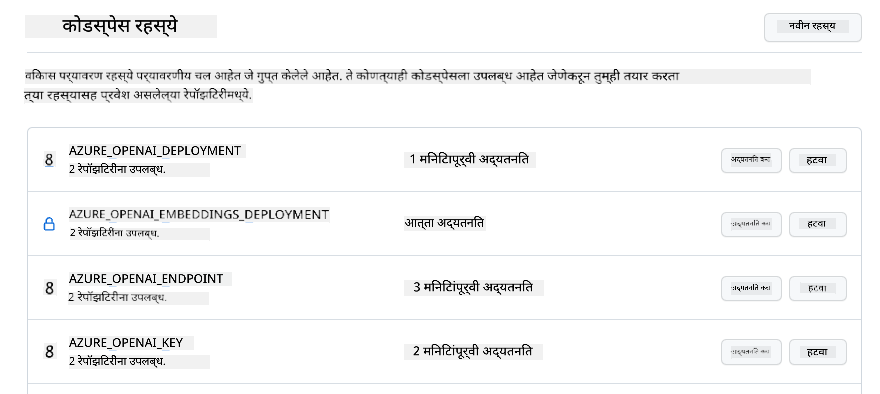 कोडस्पेस रहस्ये
नवीन रहस्य
विकास पर्यावरण रहस्ये पर्यावरणीय चल आहेत जे गुप्त केलेले आहेत. ते कोणत्याही कोडस्पेसला उपलब्ध आहेत जेणेकरून तुम्ही तयार करता
त्या रहस्यासह प्रवेश असलेल्या रेपॉझिटरीमध्ये.
8 AZURE_OPENAI_DEPLOYMENT 1 मिनिटापूर्वी अद्यतनित अद्यतनित करा हटवा
2 रेपॉझिटरींना उपलब्ध.
AZURE_OPENAI_EMBEDDINGS_DEPLOYMENT आत्ता अद्यतनित अद्यतनित करा हटवा
2 रेपॉझिटरींना उपलब्ध.
8 AZURE_OPENAI_ENDPOINT 3 मिनिटांपूर्वी अद्यतनित अद्यतनित करा हटवा
2 रेपॉझिटरींना उपलब्ध.
8 AZURE_OPENAI_KEY 2 मिनिटांपूर्वी अद्यतनित अद्यतनित करा हटवा
2 रेपॉझिटरींना उपलब्ध.